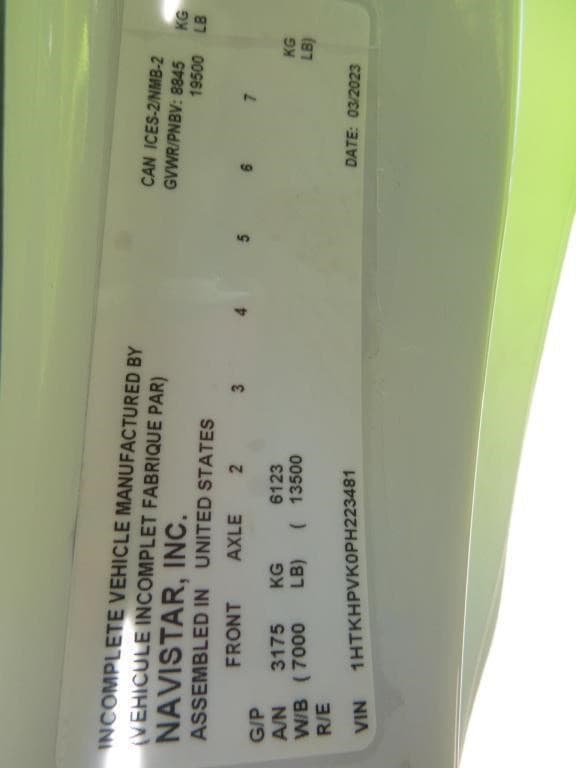 INCOMPLETE VEHICLE MANUFACTURED BY
(VEHICULE INCOMPLET FABRIQUE PAR)
NAVISTAR, INC.
CAN ICES-2/NMB-2
ASSEMBLED IN UNITED STATES
GVWR/PNBV: 8845 KG
19500 LB
FRONT AXLE 2 3 4 5 6 7
G/P
A/N 3175 KG 6123 KG
W/B ( 7000 LB) ( 13500 LB)
R/E
VIN 1HTKHPVK0PH223481 DATE: 03/2023